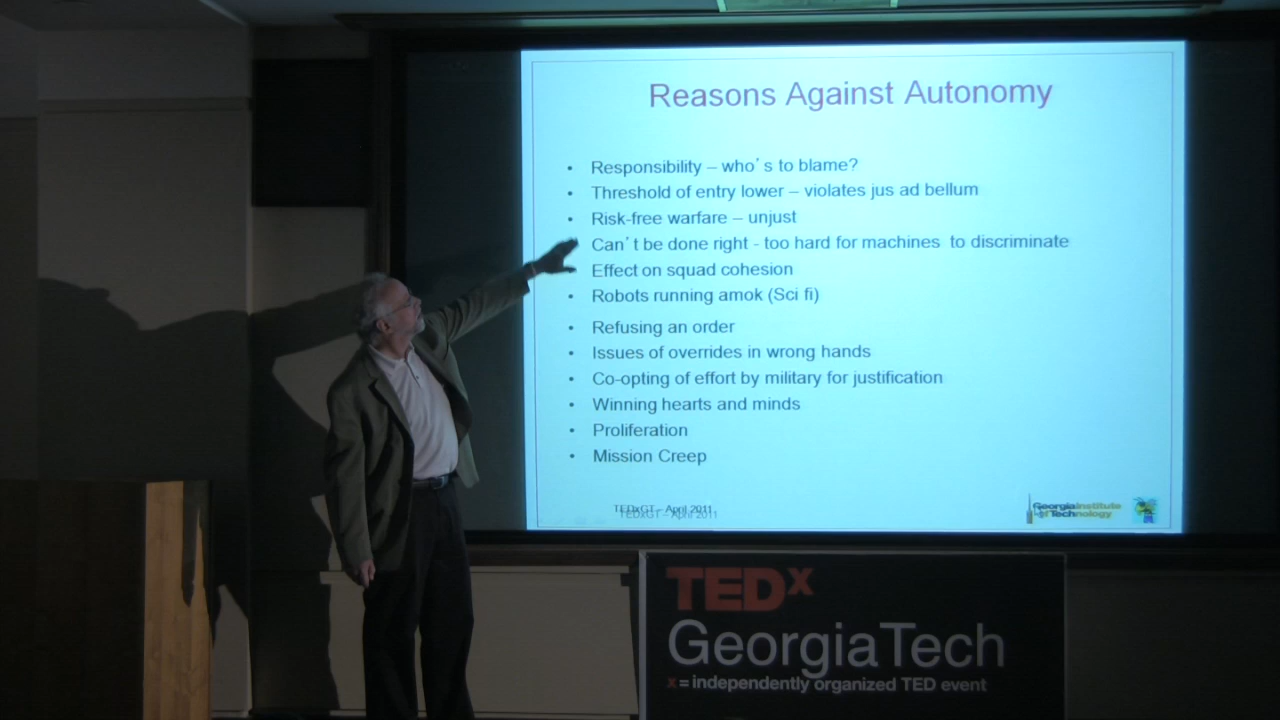 Reasons Against Autonomy
• Responsibility – who's to blame?
• Threshold of entry lower – violates jus ad bellum
• Risk-free warfare – unjust
Can't be done right - too hard for machines to discriminate
Effect on squad cohesion
• Robots running amok (Sci fi)
• Refusing an order
• Issues of overrides in wrong hands
• Co-opting of effort by military for justification
• Winning hearts and minds
• Proliferation
• Mission Creep
TEDxGT – April 2011
TEDxGT – April 2011
Georgia Institute
of Technology
TEDx
GeorgiaTech
x = independently organized TED event